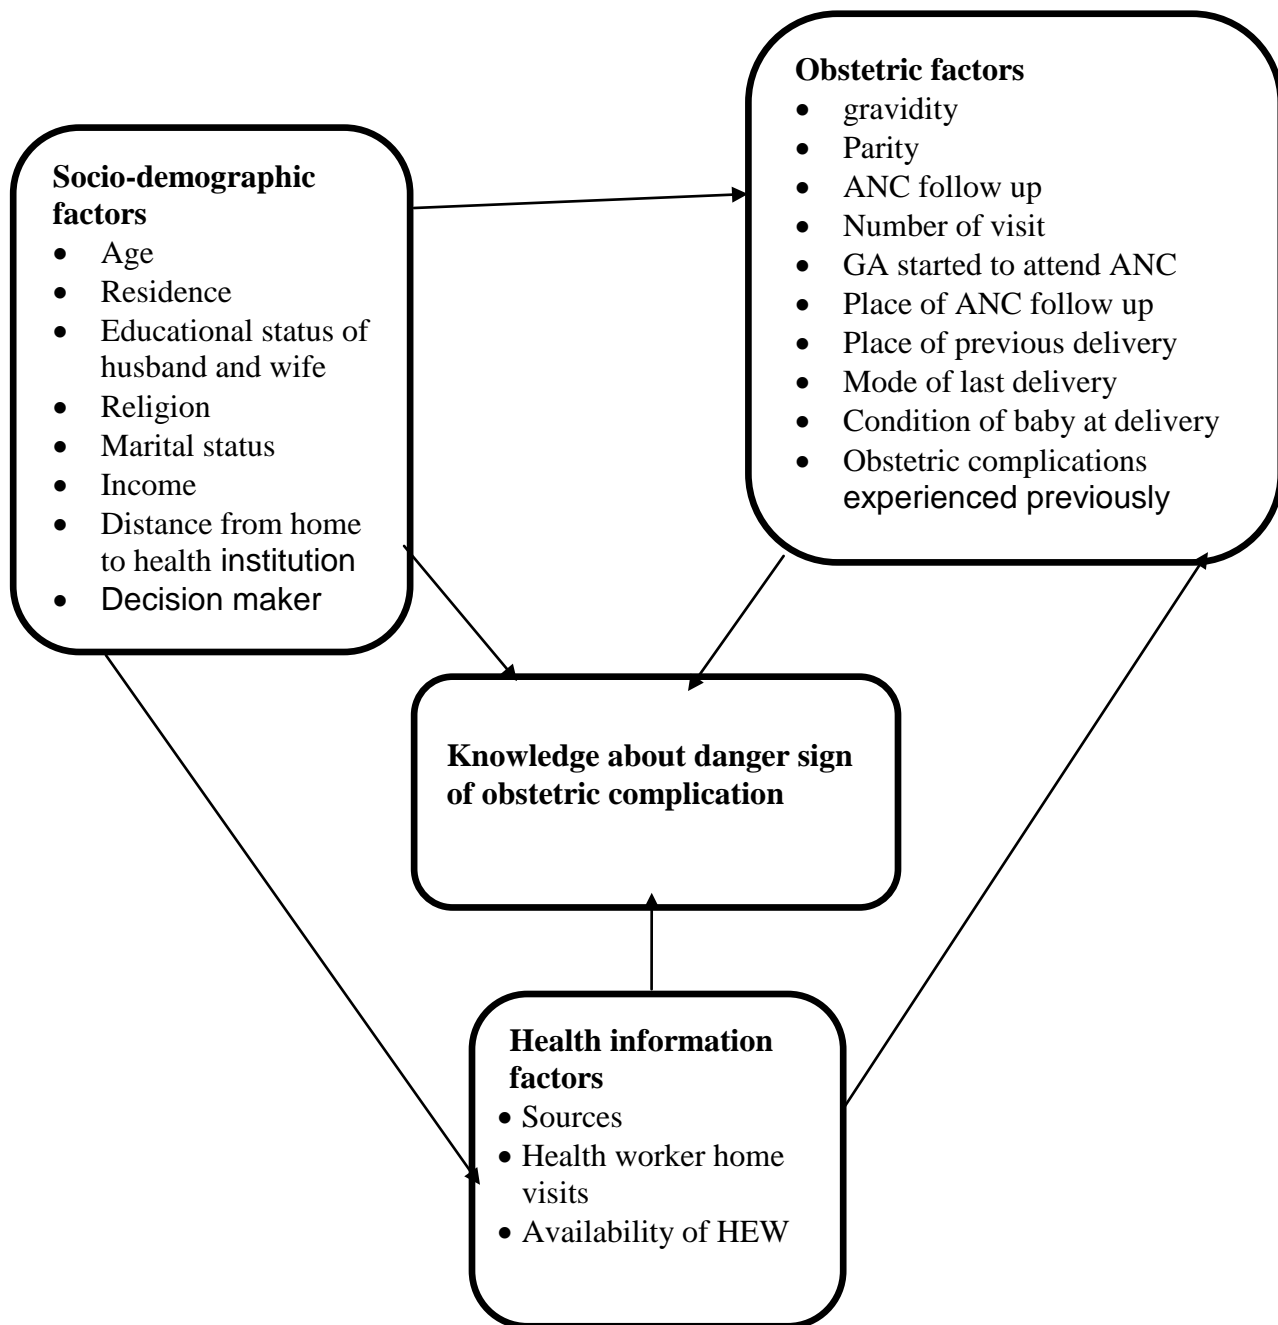 Socio-demographic
factors
• Age
• Residence
• Educational status of
husband and wife
• Religion
• Marital status
• Income
• Distance from home
to health institution
• Decision maker
Obstetric factors
• gravidity
• Parity
• ANC follow up
• Number of visit
• GA started to attend ANC
• Place of ANC follow up
• Place of previous delivery
• Mode of last delivery
• Condition of baby at delivery
• Obstetric complications
experienced previously
Knowledge about danger sign
of obstetric complication
Health information
factors
• Sources
• Health worker home
visits
• Availability of HEW